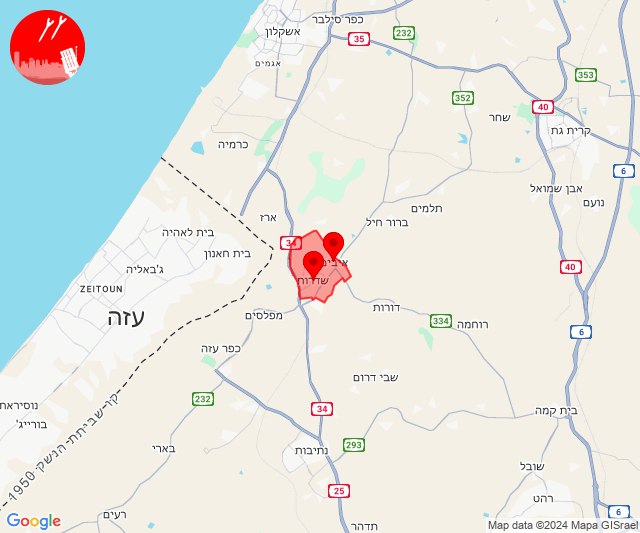 כפר סילבר
אשקלון
אגמים
232
35
352
353
40
שחר
קרית גת
6
כרמיה
אבן שמואל
נועם
תלמים
ברור חיל
ארז
בית לאהיה
34
בית חאנון
ג'באליה
איבים
40
ZEITOUN
שדרות
עזה
מפלסים
דורות
334
רוחמה
6
כפר עזה
שבי דרום
232
נוסיראת
34
בית קמה
בורייג'
293
בארי
נתיבות
קו שביתת-הנשק 1950
שובל
25
רהט
6
רעים
תדהר
Google
Map data ©2024 Mapa GISrael